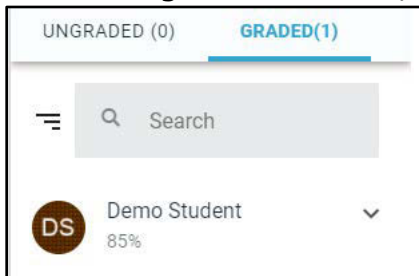 UNGRADED (0) GRADED(1)
Search
DS Demo Student
85%